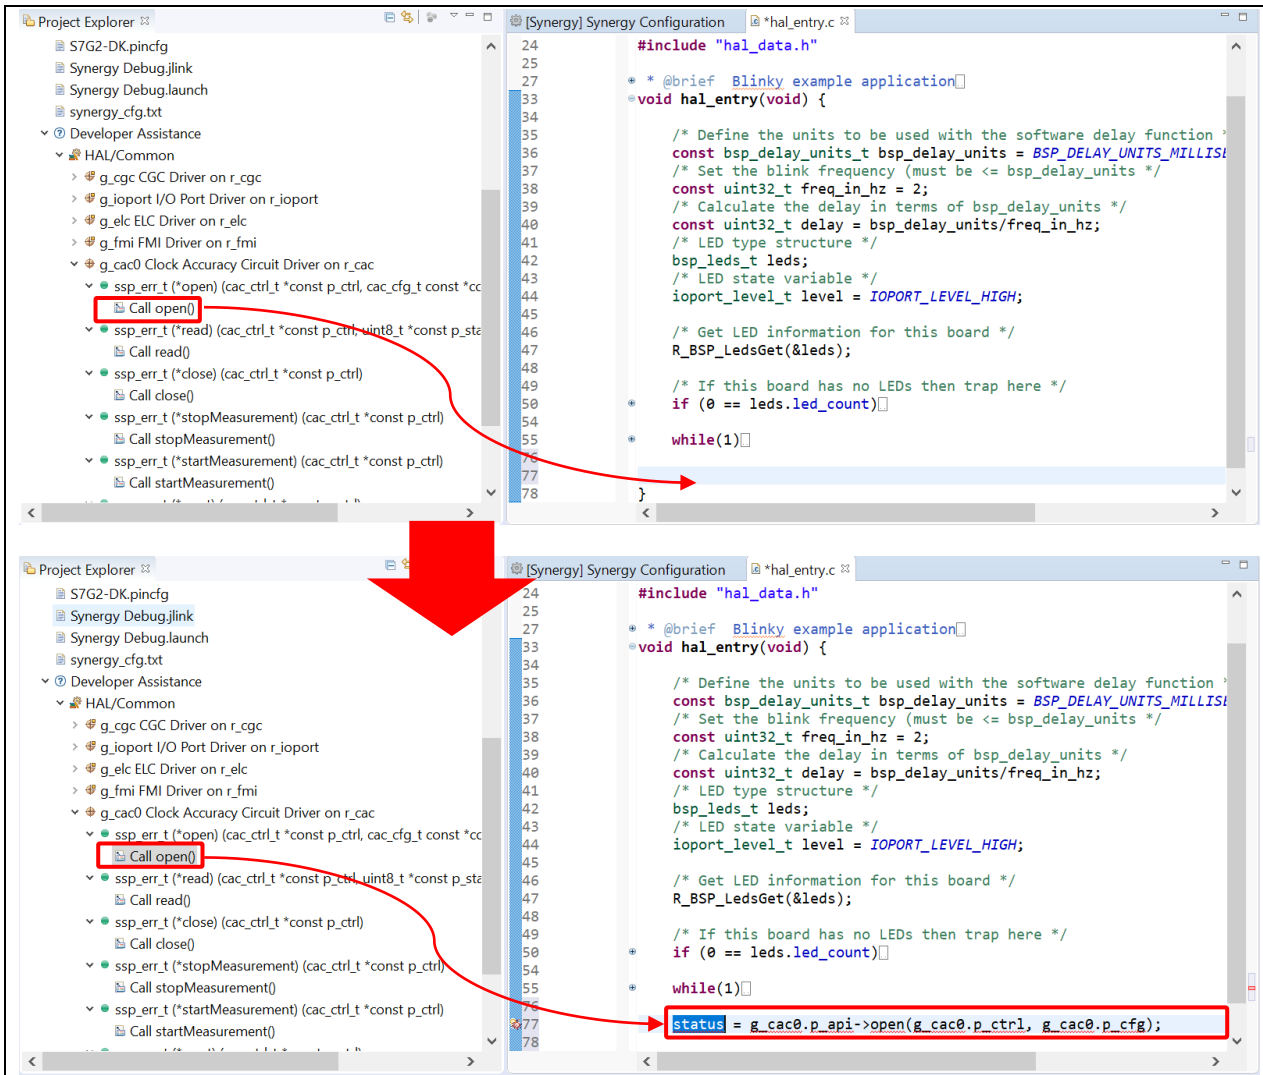 Project Explorer
S7G2-DK.pincfg
Synergy Debug.jlink
Synergy Debug.launch
synergy_cfg.txt
Developer Assistance
HAL/Common
g_cgc CGC Driver on r_cgc
g_ioport I/O Port Driver on r_ioport
g_elc ELC Driver on r_elc
g_fmi FMI Driver on r_fmi
g_cac0 Clock Accuracy Circuit Driver on r_cac
ssp_err_t (*open) (cac_ctrl_t *const p_ctrl, cac_cfg_t const *cc
Call open()
ssp_err_t (*read) (cac_ctrl_t *const p_ctrl, uint8_t *const p_sta
Call read()
ssp_err_t (*close) (cac_ctrl_t *const p_ctrl)
Call close()
ssp_err_t (*stopMeasurement) (cac_ctrl_t *const p_ctrl)
Call stopMeasurement()
ssp_err_t (*startMeasurement) (cac_ctrl_t *const p_ctrl)
Call startMeasurement()
[Synergy] Synergy Configuration
*hal_entry.c
24 #include "hal_data.h"
25
27 * @brief Blinky example application
33 void hal_entry(void) {
34
35 /* Define the units to be used with the software delay function *
36 const bsp_delay_units_t bsp_delay_units = BSP_DELAY_UNITS_MILLISE
37 /* Set the blink frequency (must be <= bsp_delay_units */
38 const uint32_t freq_in_hz = 2;
39 /* Calculate the delay in terms of bsp_delay_units */
40 const uint32_t delay = bsp_delay_units/freq_in_hz;
41 /* LED type structure */
42 bsp_leds_t leds;
43 /* LED state variable */
44 ioport_level_t level = IOPORT_LEVEL_HIGH;
45
46 /* Get LED information for this board */
47 R_BSP_LedsGet(&leds);
48
49 /* If this board has no LEDs then trap here */
50 if (0 == leds.led_count)
54
55 while(1)
76
77
78 }
Project Explorer
S7G2-DK.pincfg
Synergy Debug.jlink
Synergy Debug.launch
synergy_cfg.txt
Developer Assistance
HAL/Common
g_cgc CGC Driver on r_cgc
g_ioport I/O Port Driver on r_ioport
g_elc ELC Driver on r_elc
g_fmi FMI Driver on r_fmi
g_cac0 Clock Accuracy Circuit Driver on r_cac
ssp_err_t (*open) (cac_ctrl_t *const p_ctrl, cac_cfg_t const *cc
Call open()
ssp_err_t (*read) (cac_ctrl_t *const p_ctrl, uint8_t *const p_sta
Call read()
ssp_err_t (*close) (cac_ctrl_t *const p_ctrl)
Call close()
ssp_err_t (*stopMeasurement) (cac_ctrl_t *const p_ctrl)
Call stopMeasurement()
ssp_err_t (*startMeasurement) (cac_ctrl_t *const p_ctrl)
Call startMeasurement()
[Synergy] Synergy Configuration
*hal_entry.c
24 #include "hal_data.h"
25
27 * @brief Blinky example application
33 void hal_entry(void) {
34
35 /* Define the units to be used with the software delay function *
36 const bsp_delay_units_t bsp_delay_units = BSP_DELAY_UNITS_MILLISE
37 /* Set the blink frequency (must be <= bsp_delay_units */
38 const uint32_t freq_in_hz = 2;
39 /* Calculate the delay in terms of bsp_delay_units */
40 const uint32_t delay = bsp_delay_units/freq_in_hz;
41 /* LED type structure */
42 bsp_leds_t leds;
43 /* LED state variable */
44 ioport_level_t level = IOPORT_LEVEL_HIGH;
45
46 /* Get LED information for this board */
47 R_BSP_LedsGet(&leds);
48
49 /* If this board has no LEDs then trap here */
50 if (0 == leds.led_count)
54
55 while(1)
76
77 status = g_cac0.p_api->open(g_cac0.p_ctrl, g_cac0.p_cfg);
78